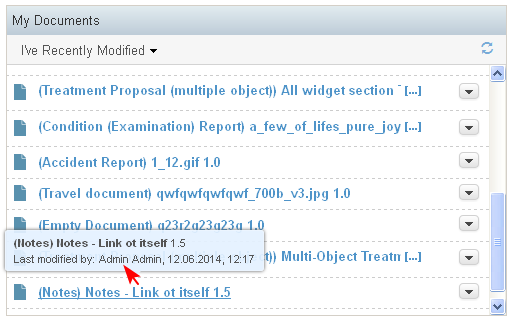 My Documents
I've Recently Modified
(Treatment Proposal (multiple object)) All widget section [...]
(Condition (Examination) Report) a_few_of_lifes_pure_joy [...]
(Accident Report) 1_12.gif 1.0
(Travel document) qwfqwfqwfqwf_700b_v3.jpg 1.0
(Empty Document) q23r2q23q23q 1.0
(Notes) Notes - Link ot itself 1.5
Last modified by: Admin Admin, 12.06.2014, 12:17
) Multi-Object Treatm [...]
(Notes) Notes - Link ot itself 1.5